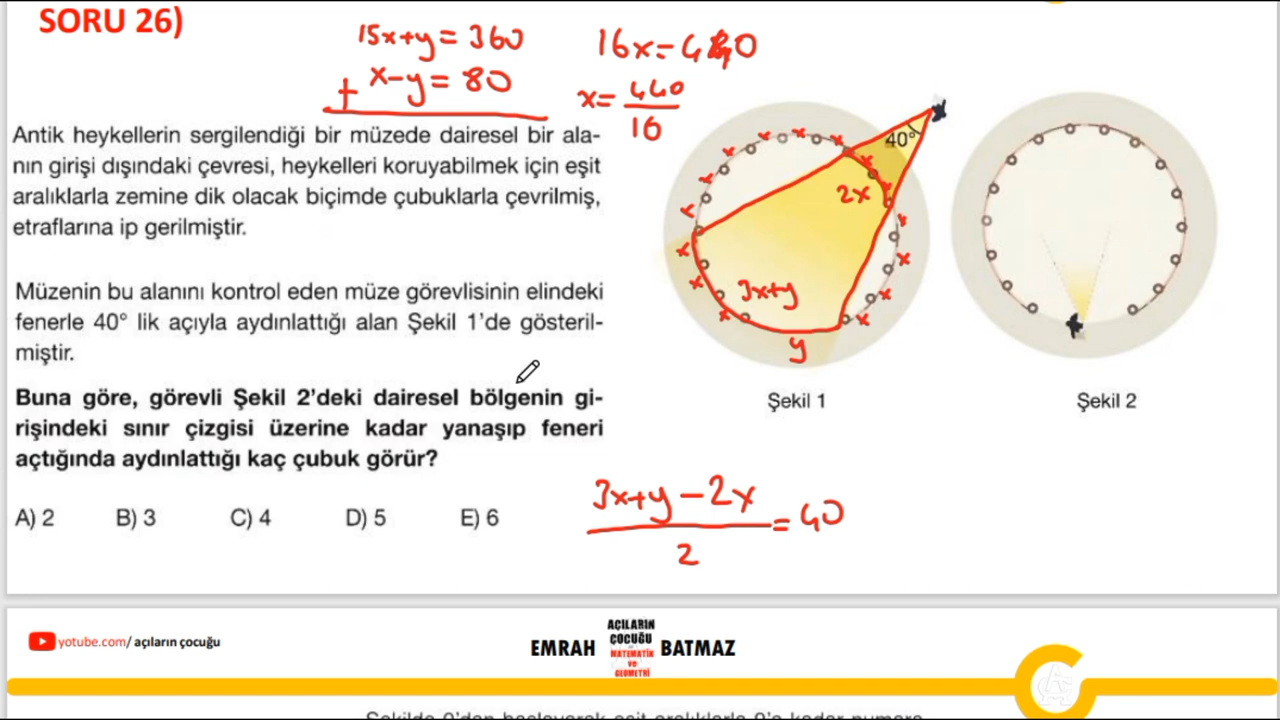 SORU 26)
15x+y = 360
+ x-y = 80
16x = 440
x = 440
16
Antik heykellerin sergilendiği bir müzede dairesel bir ala-
nın girişi dışındaki çevresi, heykelleri koruyabilmek için eşit
aralıklarla zemine dik olacak biçimde çubuklarla çevrilmiş,
etraflarına ip gerilmiştir.
Müzenin bu alanını kontrol eden müze görevlisinin elindeki
fenerle 40° lik açıyla aydınlattığı alan Şekil 1'de gösteril-
miştir.
Buna göre, görevli Şekil 2'deki dairesel bölgenin gi-
rişindeki sınır çizgisi üzerine kadar yanaşıp feneri
açtığında aydınlattığı kaç çubuk görür?
A) 2 B) 3 C) 4 D) 5 E) 6
x x x x x x x x x x x x x x x
40°
2x
3x+y
y
Şekil 1
Şekil 2
3x+y-2x
2
= 40
yotube.com/ açıların çocuğu
EMRAH
AÇILARIN
ÇOCUĞU
MATEMATİK
ve
GEOMETRİ
BATMAZ